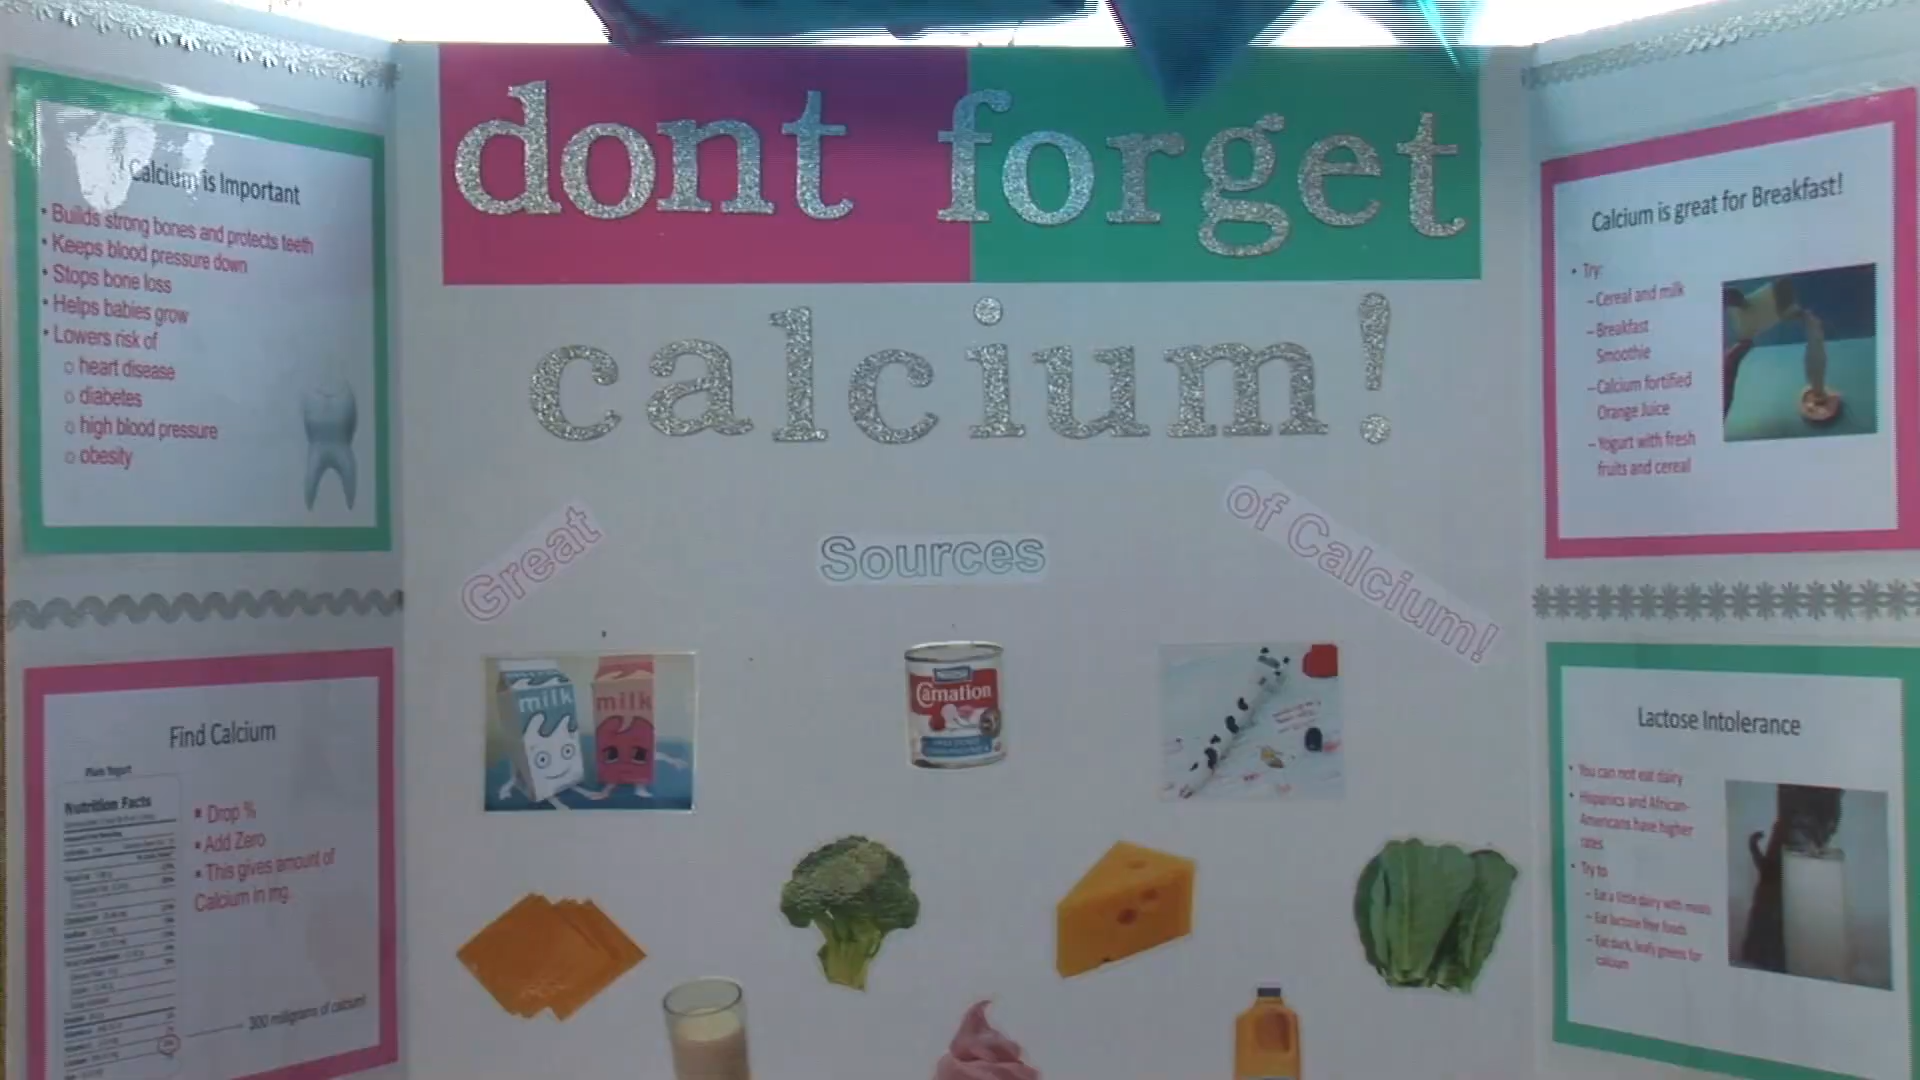 dont forget
calcium!
Calcium is Important
• Builds strong bones and protects teeth
• Keeps blood pressure down
• Stops bone loss
• Helps babies grow
• Lowers risk of
o heart disease
o diabetes
o high blood pressure
o obesity
Find Calcium
Plain Yogurt
Nutrition Facts
• Drop %
• Add Zero
• This gives amount of
Calcium in mg.
300 milligrams of calcium!
Great Sources of Calcium!
milk
milk
Nestle
Carnation
Calcium is great for Breakfast!
• Try:
– Cereal and milk
– Breakfast
Smoothie
– Calcium fortified
Orange Juice
– Yogurt with fresh
fruits and cereal
Lactose Intolerance
• You can not eat dairy
• Hispanics and African-
Americans have higher
rates
• Try to
– Eat a little dairy with meals
– Eat lactose free foods
– Eat dark, leafy greens for
calcium